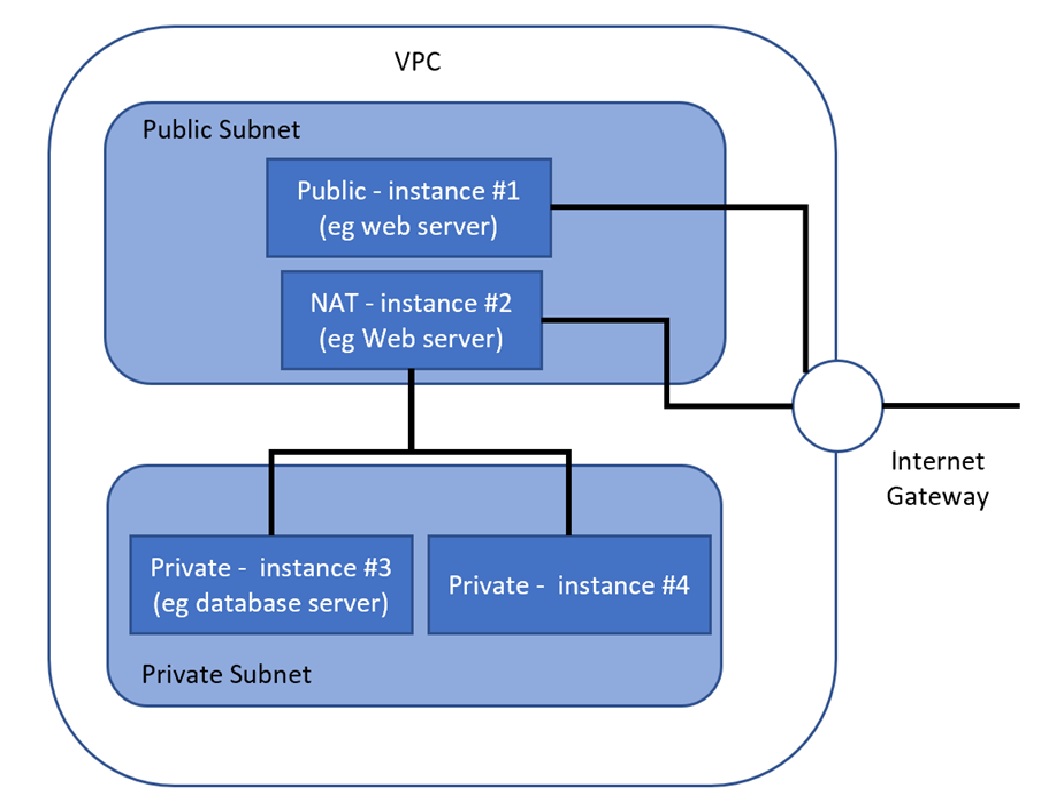 VPC
Public Subnet
Public - instance #1
(eg web server)
NAT - instance #2
(eg Web server)
Internet
Gateway
Private -  instance #3
(eg database server)
Private -  instance #4
Private Subnet